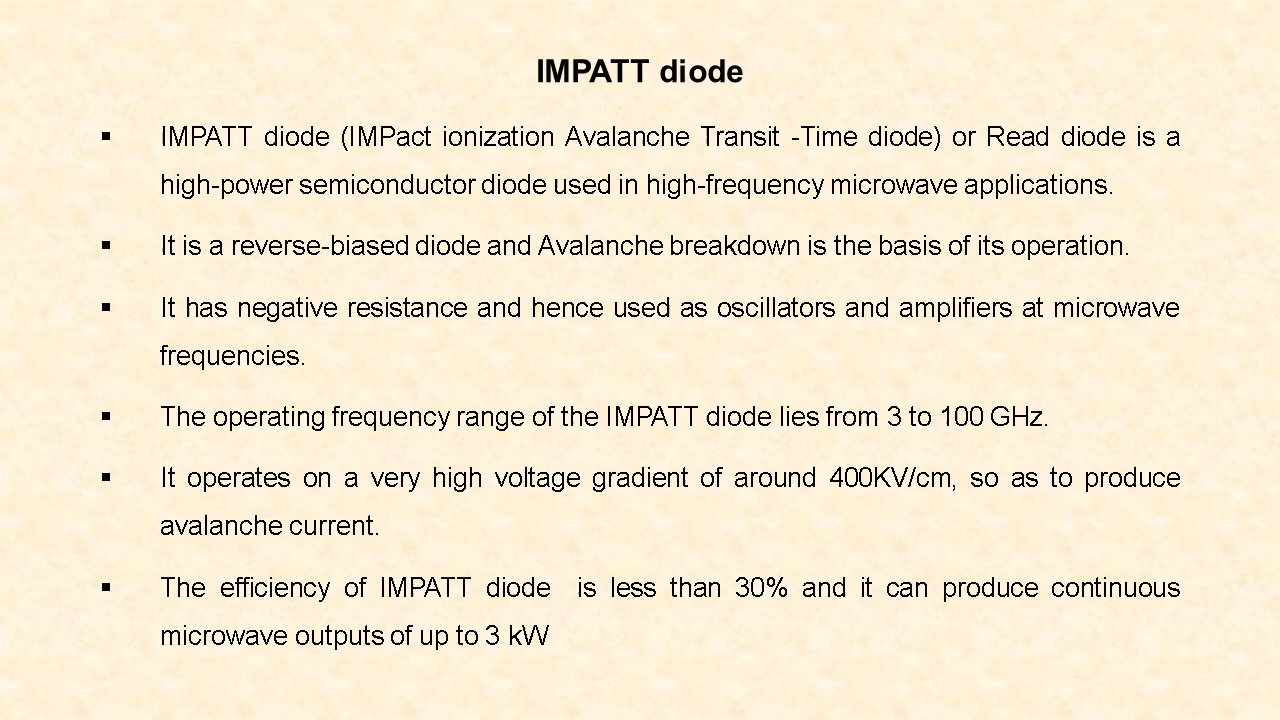 IMPATT diode
▪ IMPATT diode (IMPact ionization Avalanche Transit -Time diode) or Read diode is a
high-power semiconductor diode used in high-frequency microwave applications.
▪ It is a reverse-biased diode and Avalanche breakdown is the basis of its operation.
▪ It has negative resistance and hence used as oscillators and amplifiers at microwave
frequencies.
▪ The operating frequency range of the IMPATT diode lies from 3 to 100 GHz.
▪ It operates on a very high voltage gradient of around 400KV/cm, so as to produce
avalanche current.
▪ The efficiency of IMPATT diode  is less than 30% and it can produce continuous
microwave outputs of up to 3 kW